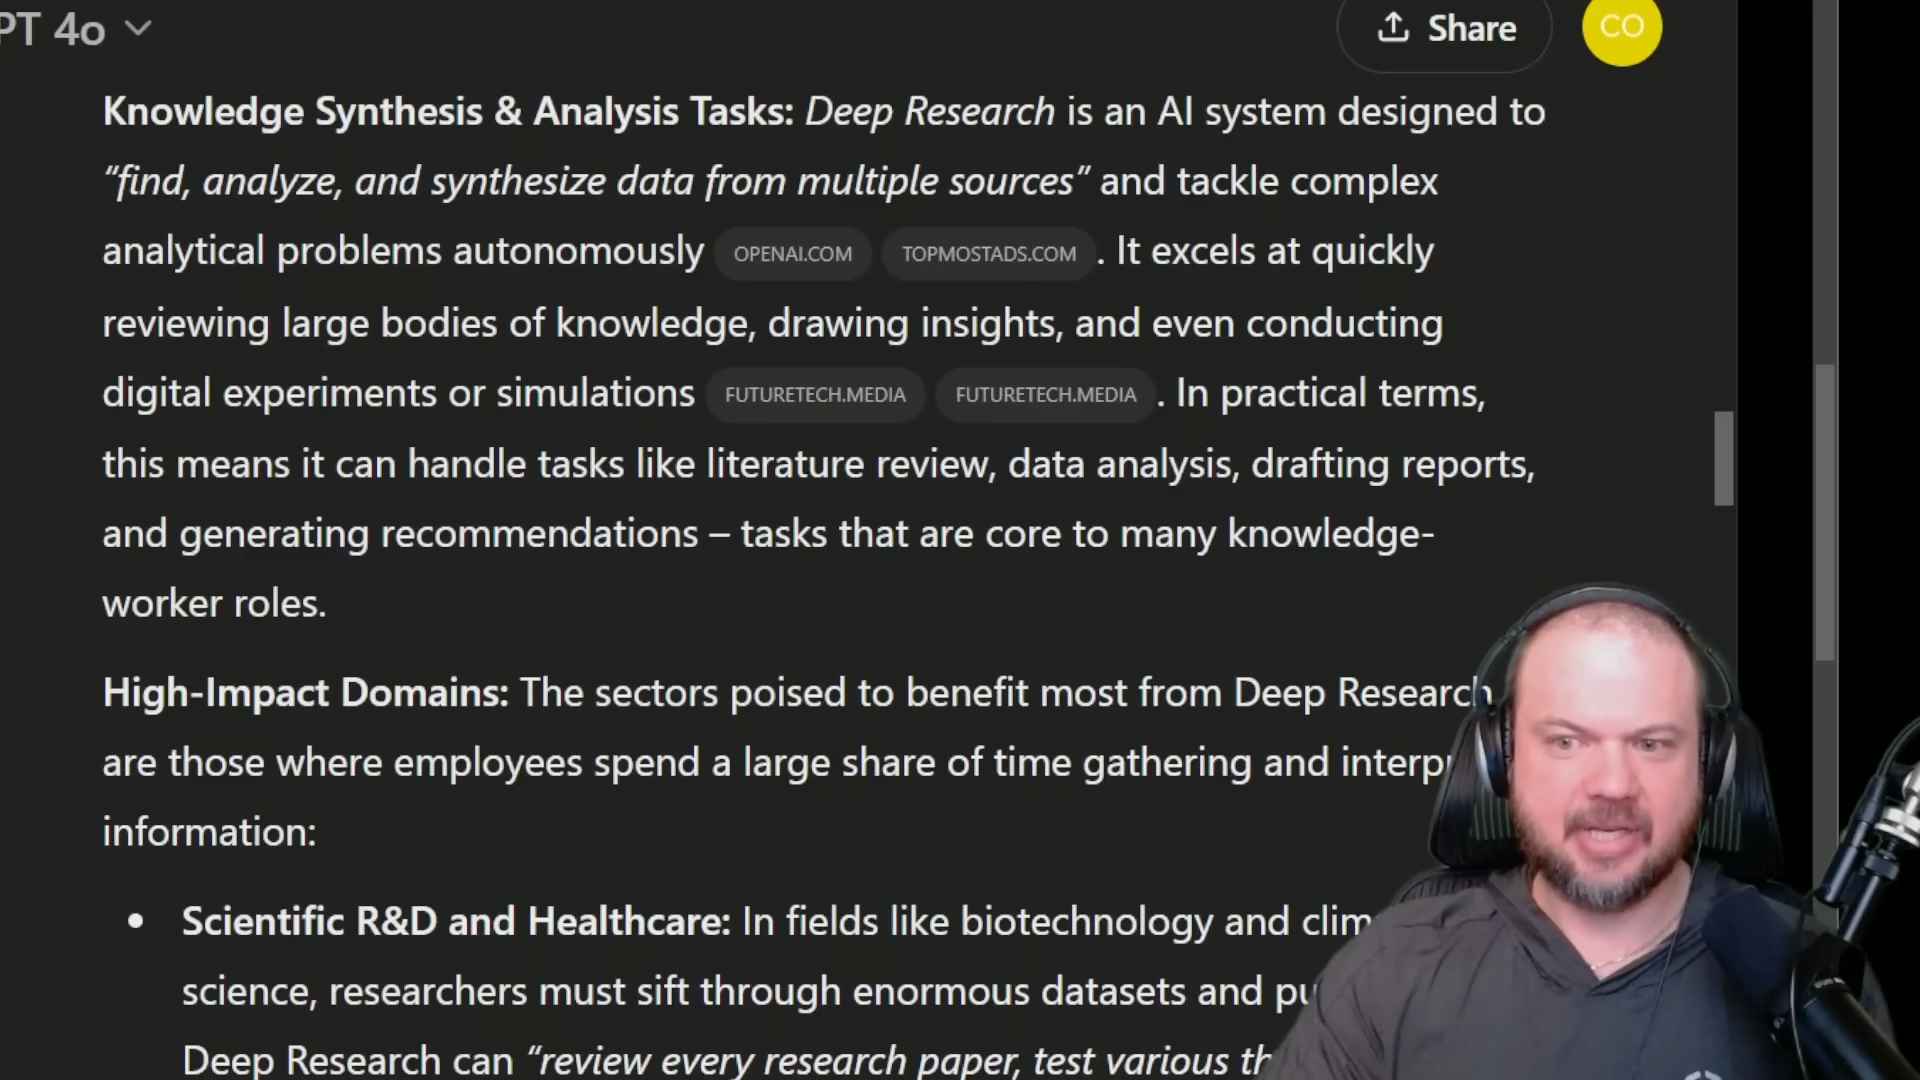 PT 4o
Share
CO
Knowledge Synthesis & Analysis Tasks: Deep Research is an AI system designed to
“find, analyze, and synthesize data from multiple sources” and tackle complex
analytical problems autonomously OPENAI.COM TOPMOSTADS.COM . It excels at quickly
reviewing large bodies of knowledge, drawing insights, and even conducting
digital experiments or simulations FUTURETECH.MEDIA FUTURETECH.MEDIA . In practical terms,
this means it can handle tasks like literature review, data analysis, drafting reports,
and generating recommendations – tasks that are core to many knowledge-
worker roles.
High-Impact Domains: The sectors poised to benefit most from Deep Research
are those where employees spend a large share of time gathering and interp
information:
• Scientific R&D and Healthcare: In fields like biotechnology and clim
science, researchers must sift through enormous datasets and pu
Deep Research can “review every research paper, test various th